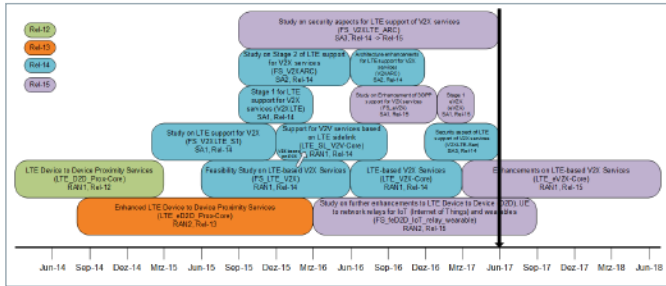 Rel-12
Rel-13
Rel-14
Rel-15
Study on security aspects for LTE support of V2X services
(FS_V2XLTE_ARC)
SA3, Rel-14 -> Rel-15
Study on Stage 2 of LTE support
for V2X services
(FS_V2XARC)
SA2, Rel-14
Architecture enhancements
for LTE support of V2X
services
(V2XARC)
SA2, Rel-14
Stage 1 for
LTE
support for V2X
services (V2XLTE)
SA1, Rel-14
Study on Enhancement of 3GPP
support for V2X services
(FS_eV2X)
SA1, Rel-15
Stage 1
eV2X
(eV2X)
SA1, Rel-15
Study on LTE support for V2X
(FS_V2XLTE_S1)
SA1, Rel-14
Support for V2V services based
on LTE sidelink
(LTE_SL_V2V-Core)
RAN1, Rel-14
Security aspect of LTE
support of V2X services
SA3, Rel-14
LTE Device to Device Proximity Services
(LTE_D2D_Prox-Core)
RAN1, Rel-12
Feasibility Study on LTE-based V2X Services
(FS_LTE_V2X)
RAN1, Rel-14
LTE-based V2X Services
(LTE_V2X-Core)
RAN1, Rel-14
Enhancements on LTE-based V2X Services
(LTE_eV2X-Core)
RAN1, Rel-15
Enhanced LTE Device to Device Proximity Services
(LTE_eD2D_Prox-Core)
RAN2, Rel-13
Study on further enhancements to LTE Device to Device (D2D), UE
to network relays for IoT (Internet of Things) and wearables
(FS_feD2D_IoT_relay_wearable)
RAN2, Rel-15
Jun-14 Sep-14 Dez-14 Mrz-15 Jun-15 Sep-15 Dez-15 Mrz-16 Jun-16 Sep-16 Dez-16 Mrz-17 Jun-17 Sep-17 Dez-17 Mrz-18 Jun-18